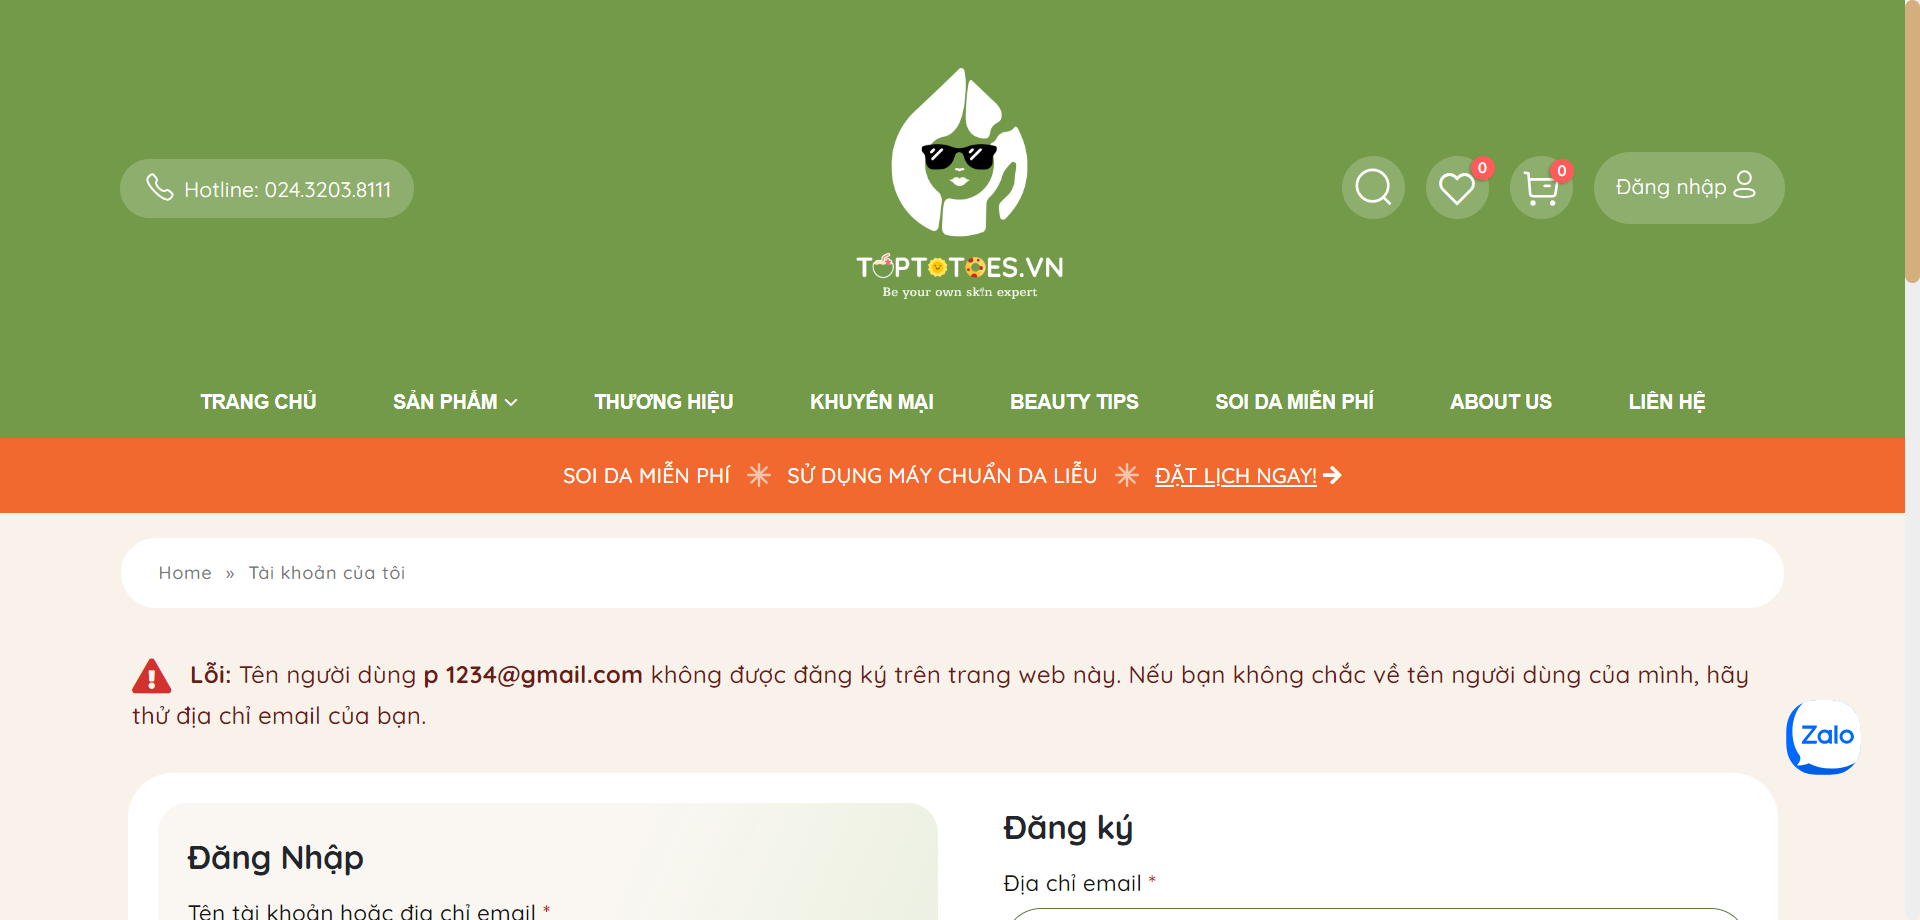 Hotline: 024.3203.8111
TOPTOTOES.VN
Be your own skin expert
0
0
Đăng nhập
TRANG CHỦ
SẢN PHẨM
THƯƠNG HIỆU
KHUYẾN MẠI
BEAUTY TIPS
SOI DA MIỄN PHÍ
ABOUT US
LIÊN HỆ
SOI DA MIỄN PHÍ
SỬ DỤNG MÁY CHUẨN DA LIỄU
ĐẶT LỊCH NGAY!
Home » Tài khoản của tôi
Lỗi: Tên người dùng p 1234@gmail.com không được đăng ký trên trang web này. Nếu bạn không chắc về tên người dùng của mình, hãy
thử địa chỉ email của bạn.
Zalo
Đăng Nhập
Tên tài khoản hoặc địa chỉ email *
Đăng ký
Địa chỉ email *